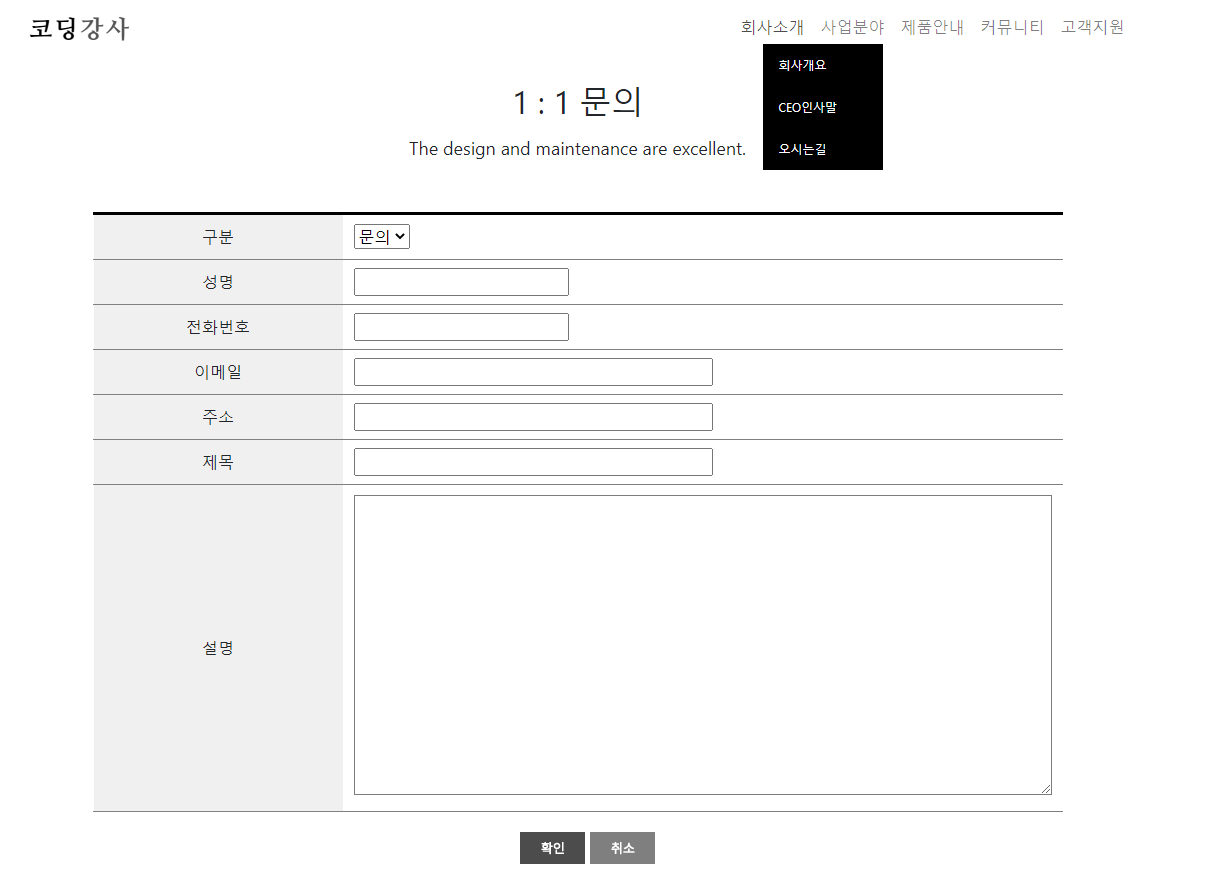 코딩강사
회사소개 사업분야 제품안내 커뮤니티 고객지원
회사개요
CEO인사말
오시는길
1 : 1 문의
The design and maintenance are excellent.
구분 문의
성명
전화번호
이메일
주소
제목
설명
확인 취소